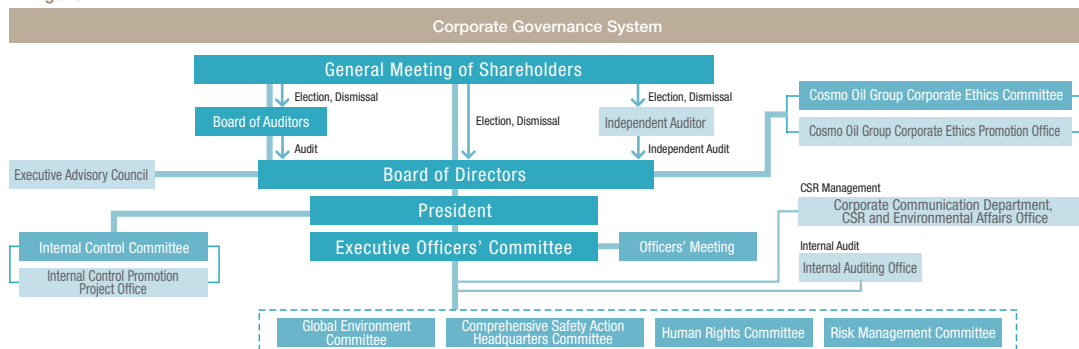 Corporate Governance System
General Meeting of Shareholders
Election, Dismissal
Election, Dismissal
Election, Dismissal
Board of Auditors
Independent Auditor
Audit
Independent Audit
Cosmo Oil Group Corporate Ethics Committee
Cosmo Oil Group Corporate Ethics Promotion Office
Executive Advisory Council
Board of Directors
President
CSR Management
Corporate Communication Department,
CSR and Environmental Affairs Office
Internal Control Committee
Executive Officers' Committee
Officers' Meeting
Internal Audit
Internal Auditing Office
Internal Control Promotion
Project Office
Global Environment
Committee
Comprehensive Safety Action
Headquarters Committee
Human Rights Committee
Risk Management Committee